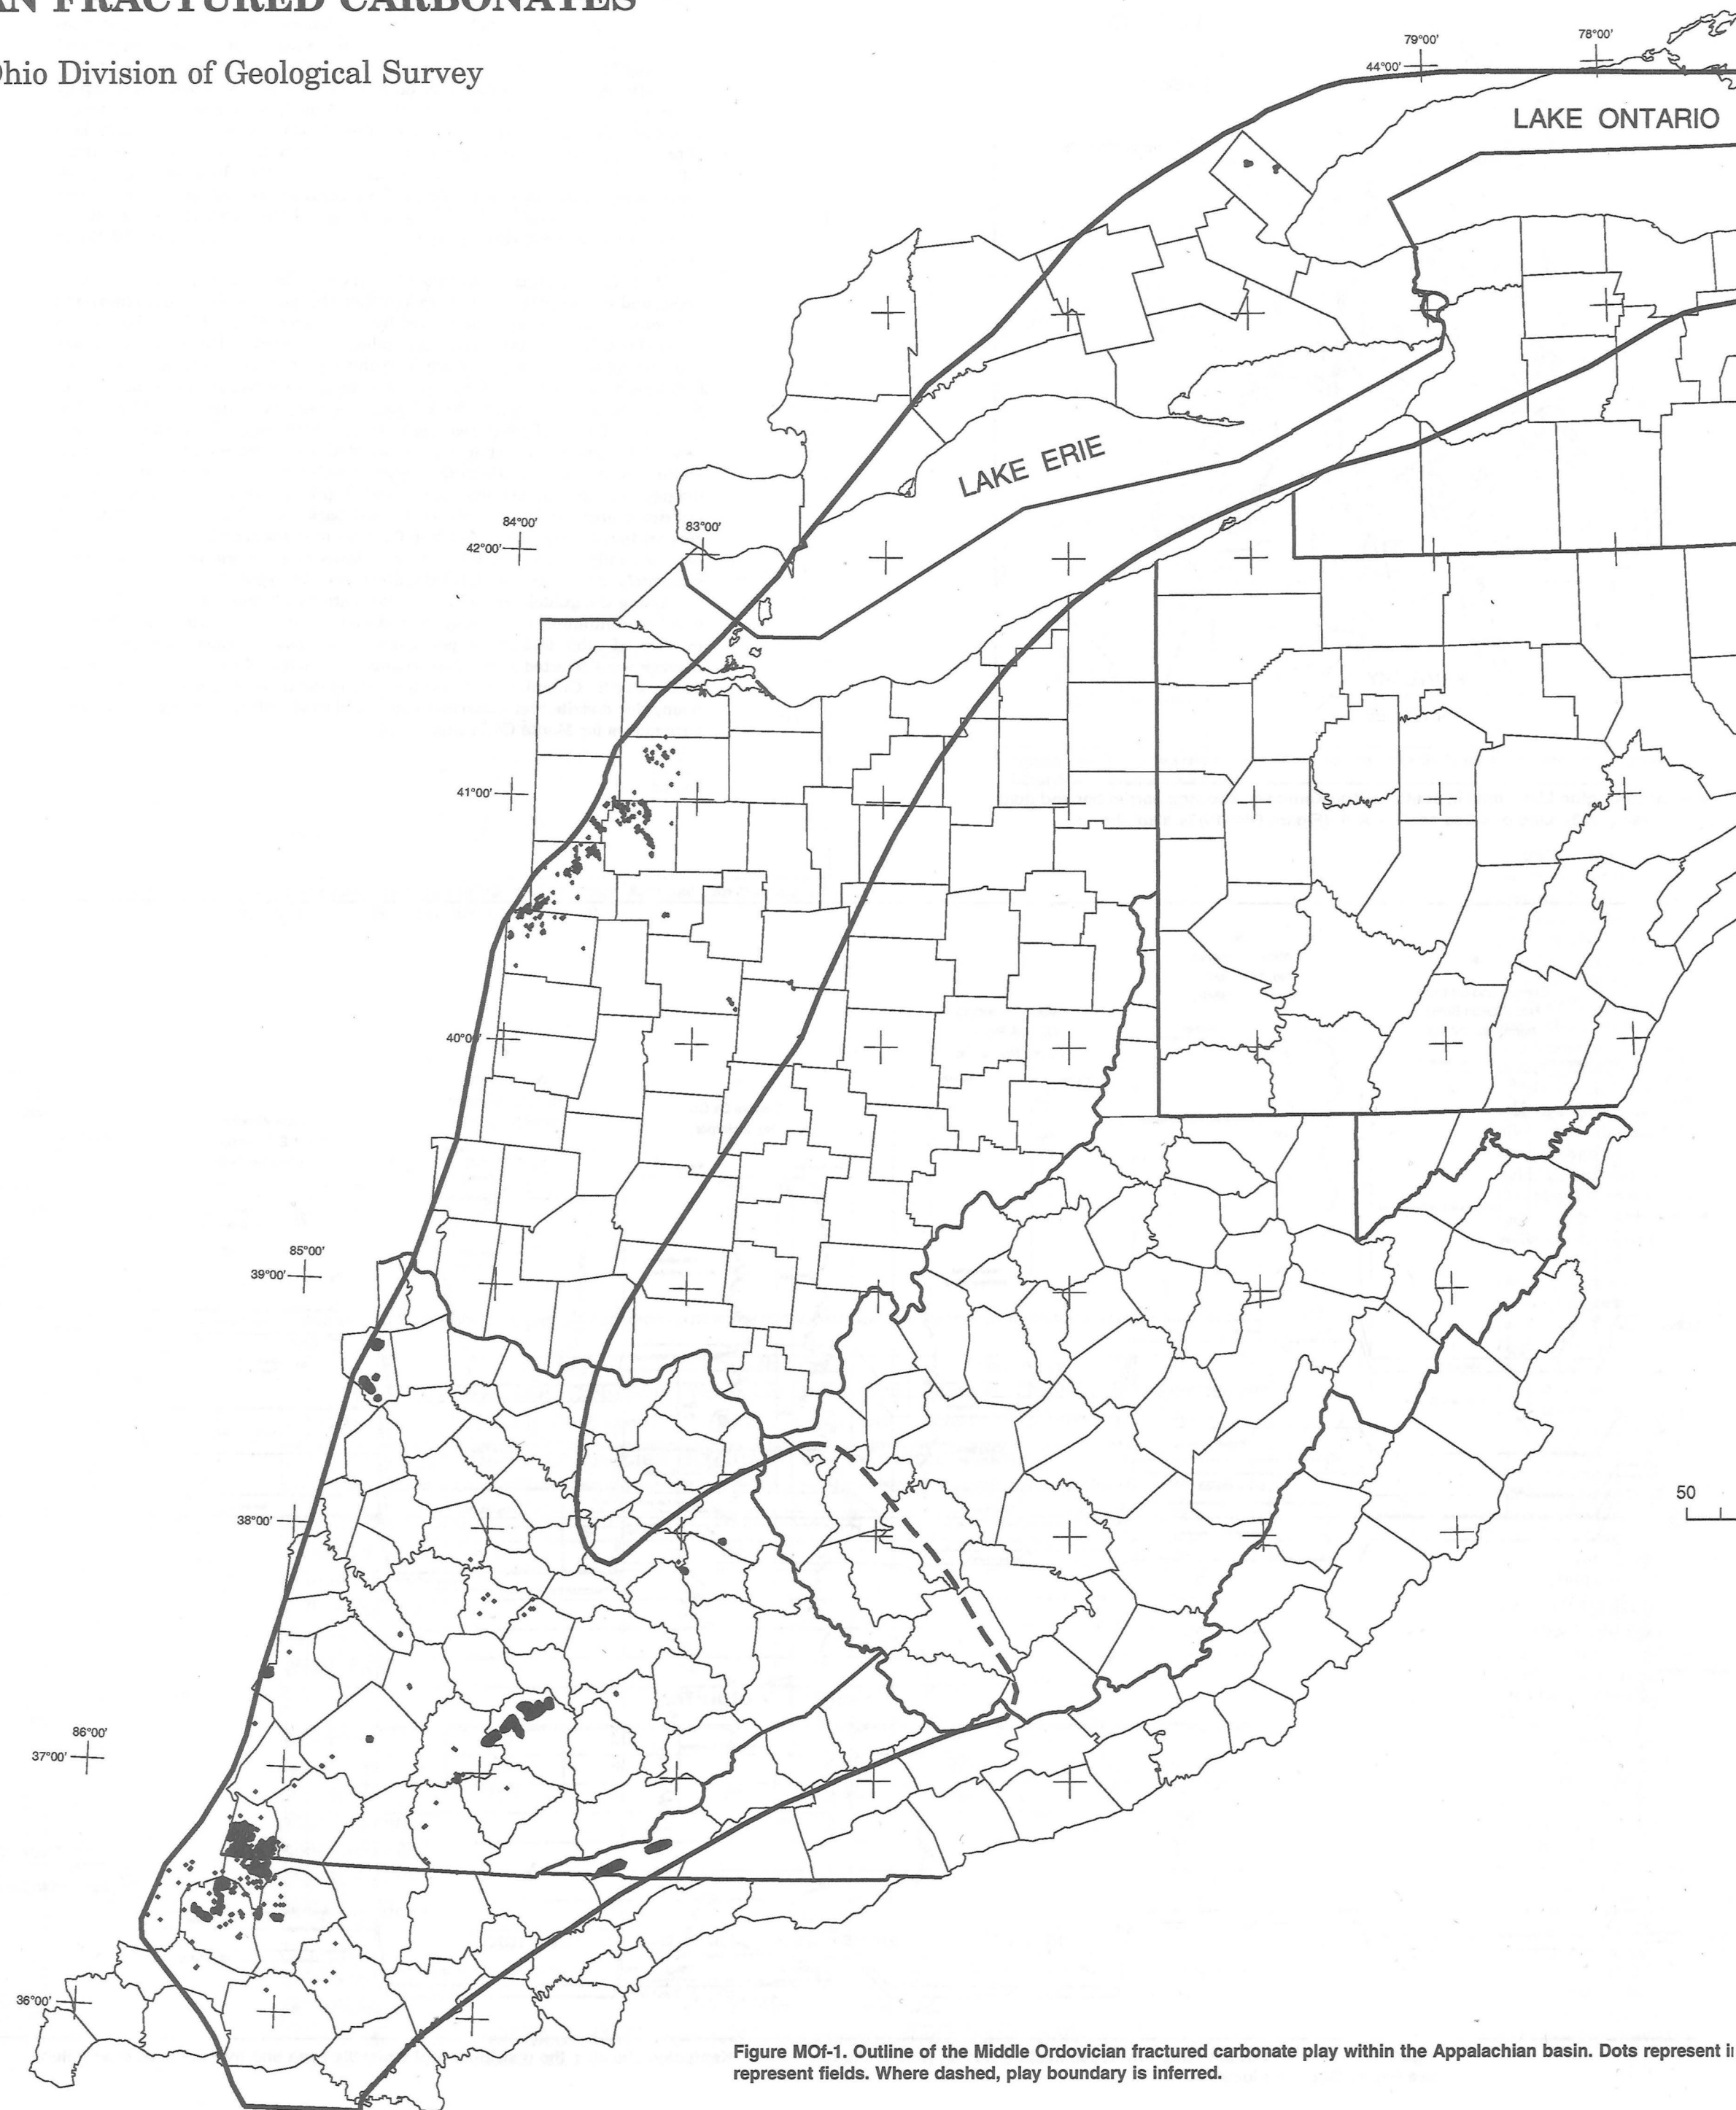 FRACTURED CARBONATES
Ohio Division of Geological Survey
79°00'
78°00'
44°00'
LAKE ONTARIO
LAKE ERIE
84°00'
83°00'
42°00'
41°00'
40°00'
85°00'
39°00'
38°00'
50
86°00'
37°00'
36°00'
Figure MOf-1. Outline of the Middle Ordovician fractured carbonate play within the Appalachian basin. Dots represent
represent fields. Where dashed, play boundary is inferred.